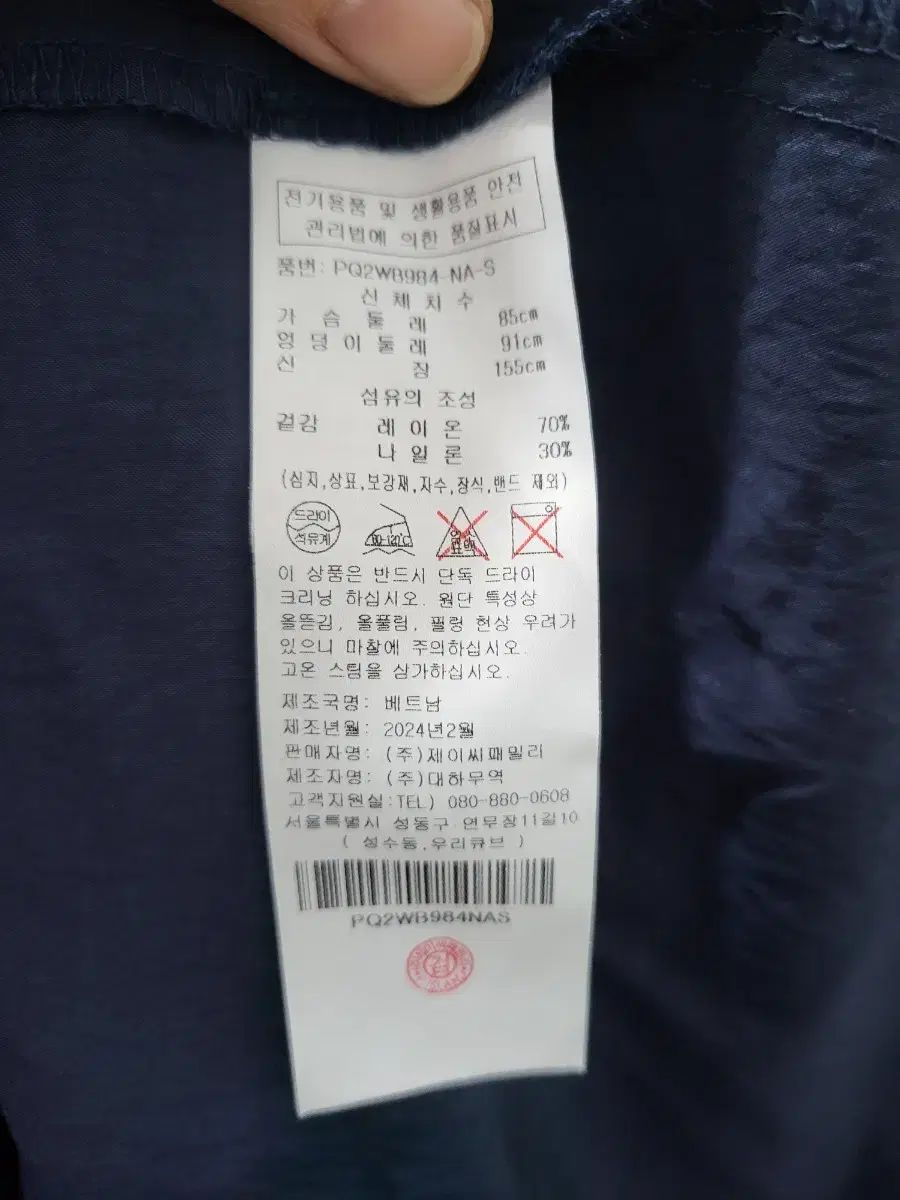 전기용품 및 생활용품 안전
관리법에 의한 품질표시
품번: PQ2WB984-NA-S
신체치수
가슴둘레 85cm
엉덩이둘레 91cm
신장 155cm
섬유의 조성
겉감 레이온 70%
나일론 30%
(심지,상표,보강재,자수,장식,밴드 제외)
드라이
석유계
80-120℃
이 상품은 반드시 단독 드라이
크리닝 하십시오. 원단 특성상
올뜯김, 올풀림, 필링 현상 우려가
있으니 마찰에 주의하십시오.
고온 스팀을 삼가하십시오.
제조국명: 베트남
제조년월: 2024년2월
판매자명: (주)제이씨패밀리
제조자명: (주)대하무역
고객지원실:TEL) 080-880-0608
서울특별시 성동구 연무장11길10
( 성수동,우리큐브 )
PQ2WB984NAS